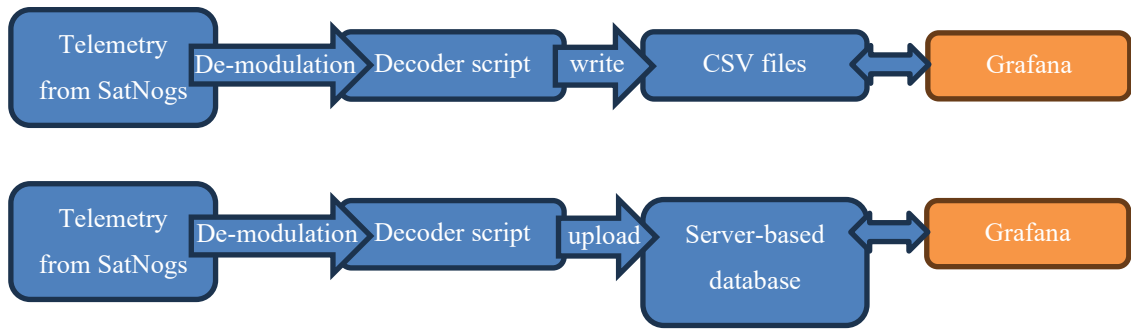 Telemetry
from SatNogs
De-modulation
Decoder script
write
CSV files
Grafana
Telemetry
from SatNogs
De-modulation
Decoder script
upload
Server-based
database
Grafana